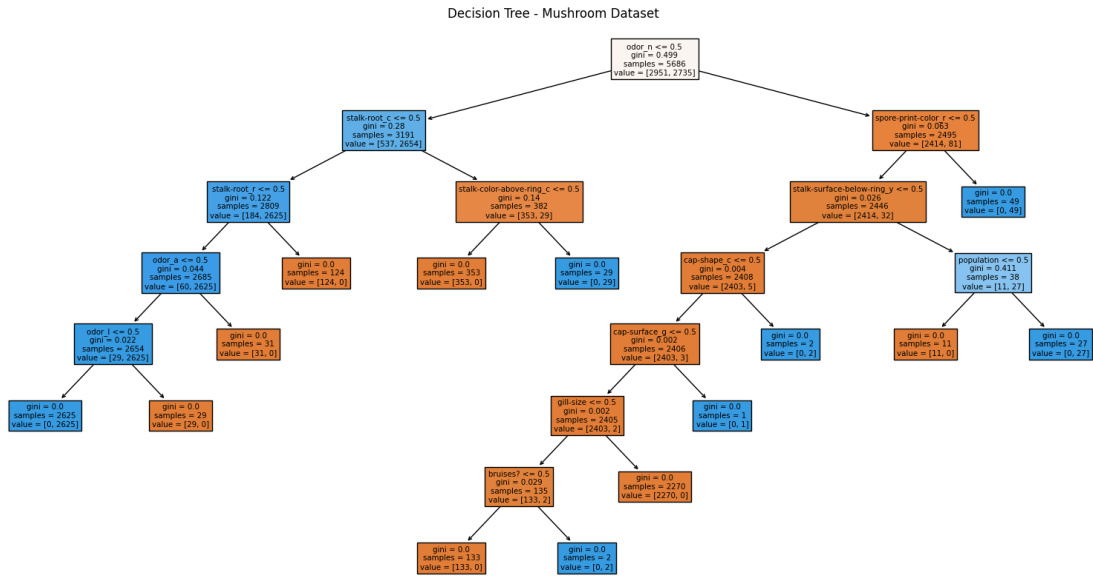 Decision Tree - Mushroom Dataset
odor_n <= 0.5
gini = 0.499
samples = 5686
value = [2951, 2735]
stalk-root_c <= 0.5
gini = 0.28
samples = 3191
value = [537, 2654]
spore-print-color_r <= 0.5
gini = 0.063
samples = 2495
value = [2414, 81]
stalk-root_r <= 0.5
gini = 0.122
samples = 2809
value = [184, 2625]
stalk-color-above-ring_c <= 0.5
gini = 0.14
samples = 382
value = [353, 29]
stalk-surface-below-ring_y <= 0.5
gini = 0.026
samples = 2446
value = [2414, 32]
gini = 0.0
samples = 49
value = [0, 49]
odor_a <= 0.5
gini = 0.044
samples = 2685
value = [60, 2625]
gini = 0.0
samples = 124
value = [124, 0]
gini = 0.0
samples = 353
value = [353, 0]
gini = 0.0
samples = 29
value = [0, 29]
cap-shape_c <= 0.5
gini = 0.004
samples = 2408
value = [2403, 5]
population <= 0.5
gini = 0.411
samples = 38
value = [11, 27]
odor_l <= 0.5
gini = 0.022
samples = 2654
value = [29, 2625]
gini = 0.0
samples = 31
value = [31, 0]
cap-surface_g <= 0.5
gini = 0.002
samples = 2406
value = [2403, 3]
gini = 0.0
samples = 2
value = [0, 2]
gini = 0.0
samples = 11
value = [11, 0]
gini = 0.0
samples = 27
value = [0, 27]
gini = 0.0
samples = 2625
value = [0, 2625]
gini = 0.0
samples = 29
value = [29, 0]
gill-size <= 0.5
gini = 0.002
samples = 2405
value = [2403, 2]
gini = 0.0
samples = 1
value = [0, 1]
bruises? <= 0.5
gini = 0.029
samples = 135
value = [133, 2]
gini = 0.0
samples = 2270
value = [2270, 0]
gini = 0.0
samples = 133
value = [133, 0]
gini = 0.0
samples = 2
value = [0, 2]